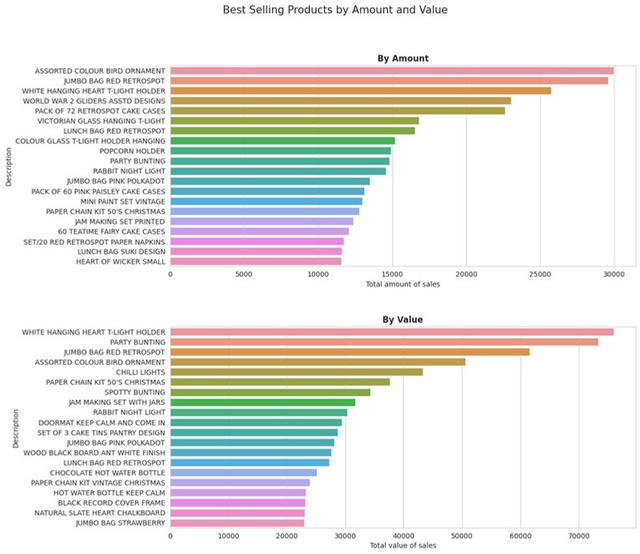 Best Selling Products by Amount and Value
By Amount
ASSORTED COLOUR BIRD ORNAMENT
JUMBO BAG RED RETROSPOT
WHITE HANGING HEART T-LIGHT HOLDER
WORLD WAR 2 GLIDERS ASSTD DESIGNS
PACK OF 72 RETROSPOT CAKE CASES
VICTORIAN GLASS HANGING T-LIGHT
LUNCH BAG RED RETROSPOT
COLOUR GLASS T-LIGHT HOLDER HANGING
POPCORN HOLDER
PARTY BUNTING
RABBIT NIGHT LIGHT
JUMBO BAG PINK POLKADOT
PACK OF 60 PINK PAISLEY CAKE CASES
MINI PAINT SET VINTAGE
PAPER CHAIN KIT 50'S CHRISTMAS
JAM MAKING SET PRINTED
60 TEATIME FAIRY CAKE CASES
SET/20 RED RETROSPOT PAPER NAPKINS
LUNCH BAG SUKI DESIGN
HEART OF WICKER SMALL
Description
0 5000 10000 15000 20000 25000 30000
Total amount of sales
By Value
WHITE HANGING HEART T-LIGHT HOLDER
PARTY BUNTING
JUMBO BAG RED RETROSPOT
ASSORTED COLOUR BIRD ORNAMENT
CHILLI LIGHTS
PAPER CHAIN KIT 50'S CHRISTMAS
SPOTTY BUNTING
JAM MAKING SET WITH JARS
RABBIT NIGHT LIGHT
DOORMAT KEEP CALM AND COME IN
SET OF 3 CAKE TINS PANTRY DESIGN
JUMBO BAG PINK POLKADOT
WOOD BLACK BOARD ANT WHITE FINISH
LUNCH BAG RED RETROSPOT
CHOCOLATE HOT WATER BOTTLE
PAPER CHAIN KIT VINTAGE CHRISTMAS
HOT WATER BOTTLE KEEP CALM
BLACK RECORD COVER FRAME
NATURAL SLATE HEART CHALKBOARD
JUMBO BAG STRAWBERRY
Description
0 10000 20000 30000 40000 50000 60000 70000
Total value of sales